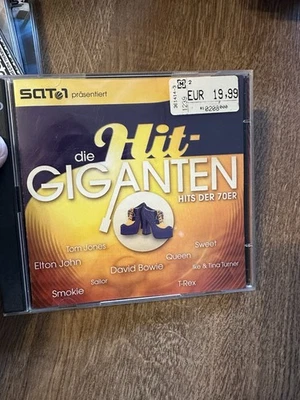 SAT.1 präsentiert
EUR 19,99
die Hit-
GIGANTEN
HITS DER 70ER
Tom Jones
Sweet
Elton John
Queen
David Bowie
Ike & Tina Turner
Sailor
Smokie
T-Rex